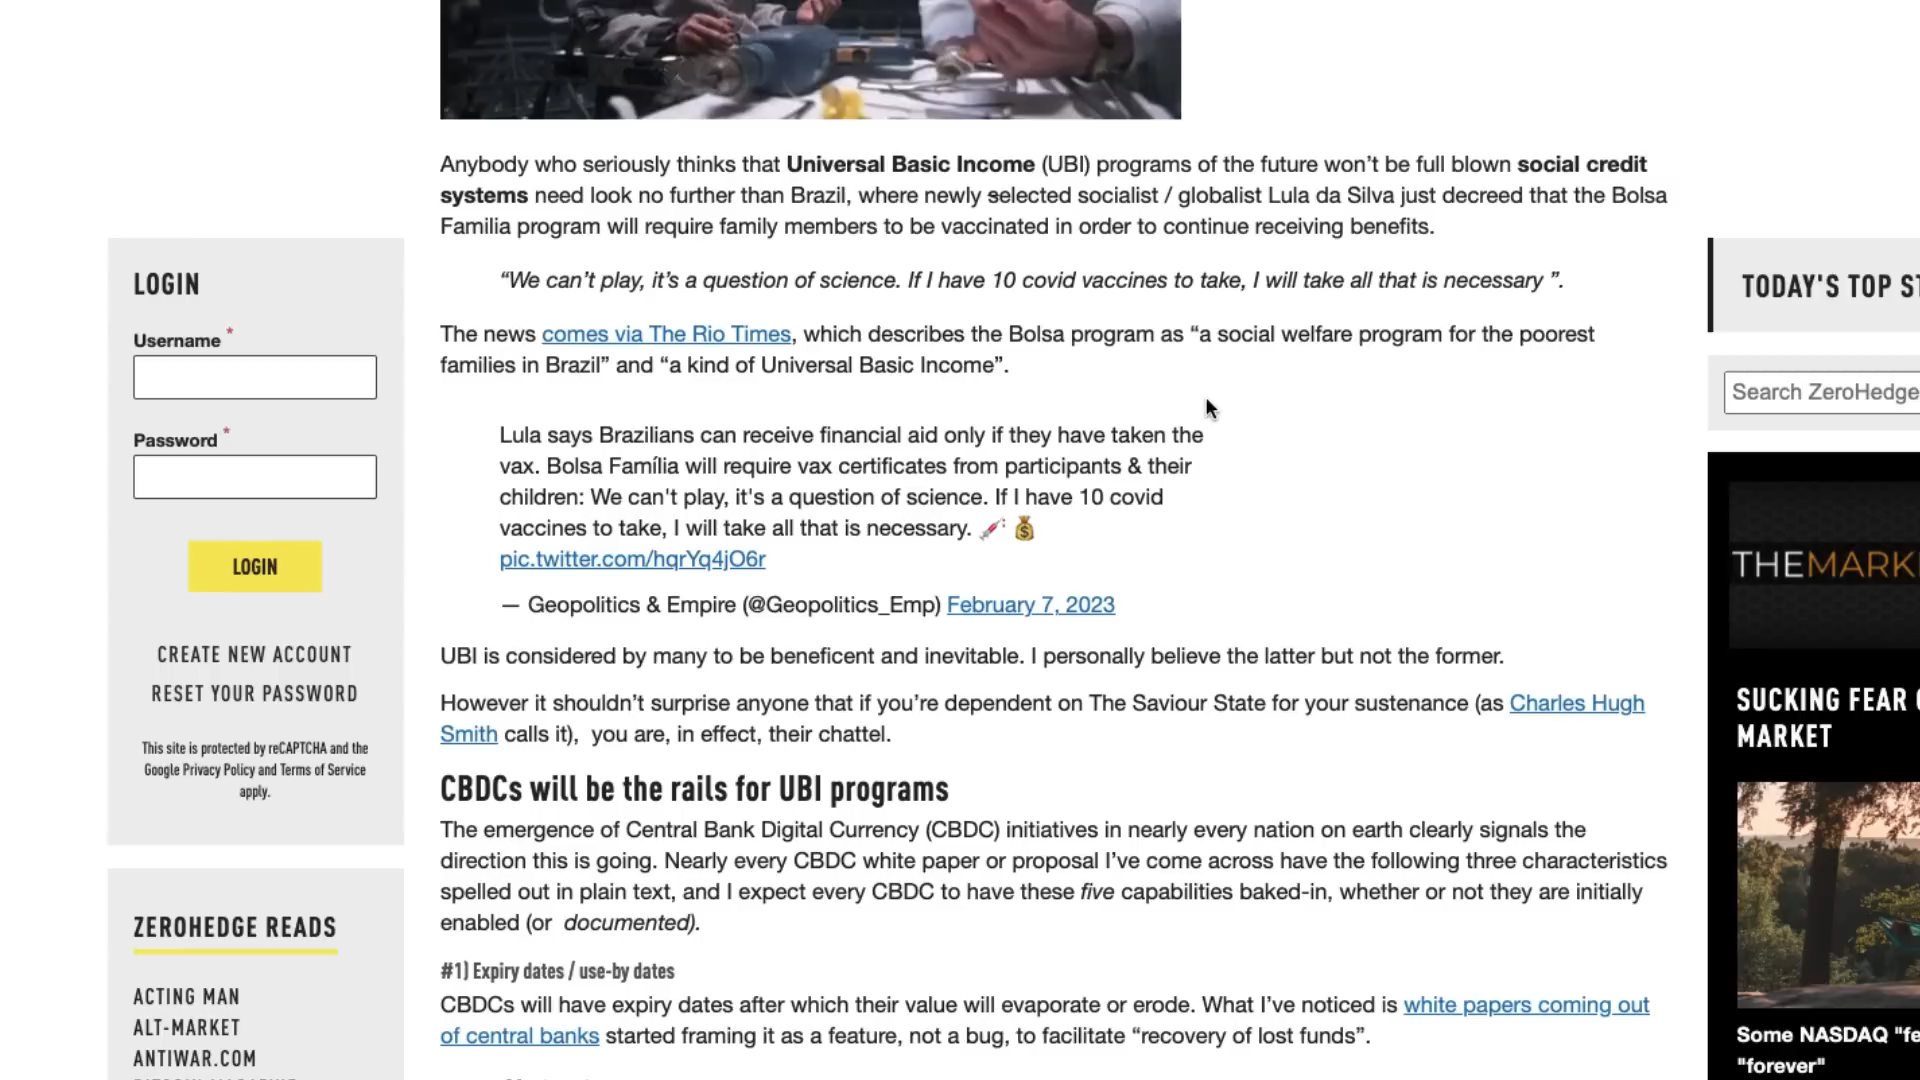 Anybody who seriously thinks that Universal Basic Income (UBI) programs of the future won’t be full blown social credit
systems need look no further than Brazil, where newly selected socialist / globalist Lula da Silva just decreed that the Bolsa
Familia program will require family members to be vaccinated in order to continue receiving benefits.
“We can’t play, it’s a question of science. If I have 10 covid vaccines to take, I will take all that is necessary ”.
The news comes via The Rio Times, which describes the Bolsa program as “a social welfare program for the poorest
families in Brazil” and “a kind of Universal Basic Income”.
Lula says Brazilians can receive financial aid only if they have taken the
vax. Bolsa Família will require vax certificates from participants & their
children: We can't play, it's a question of science. If I have 10 covid
vaccines to take, I will take all that is necessary. 💉 💰
pic.twitter.com/hqrYq4jO6r
— Geopolitics & Empire (@Geopolitics_Emp) February 7, 2023
UBI is considered by many to be beneficent and inevitable. I personally believe the latter but not the former.
However it shouldn’t surprise anyone that if you’re dependent on The Saviour State for your sustenance (as Charles Hugh
Smith calls it), you are, in effect, their chattel.
CBDCs will be the rails for UBI programs
The emergence of Central Bank Digital Currency (CBDC) initiatives in nearly every nation on earth clearly signals the
direction this is going. Nearly every CBDC white paper or proposal I’ve come across have the following three characteristics
spelled out in plain text, and I expect every CBDC to have these five capabilities baked-in, whether or not they are initially
enabled (or documented).
#1) Expiry dates / use-by dates
CBDCs will have expiry dates after which their value will evaporate or erode. What I’ve noticed is white papers coming out
of central banks started framing it as a feature, not a bug, to facilitate “recovery of lost funds”.
LOGIN
Username *
Password *
LOGIN
CREATE NEW ACCOUNT
RESET YOUR PASSWORD
This site is protected by reCAPTCHA and the
Google Privacy Policy and Terms of Service
apply.
ZEROHEDGE READS
ACTING MAN
ALT-MARKET
ANTIWAR.COM
TODAY'S TOP ST
Search ZeroHedge
THEMARK
SUCKING FEAR
MARKET
Some NASDAQ "fe
"forever"